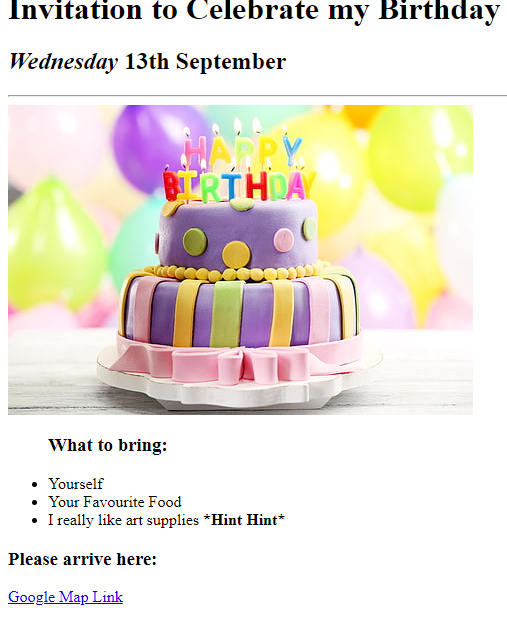 Invitation to Celebrate my Birthday
Wednesday 13th September
HAPPY
BIRTHDAY
What to bring:
Yourself
Your Favourite Food
I really like art supplies *Hint Hint*
Please arrive here:
Google Map Link